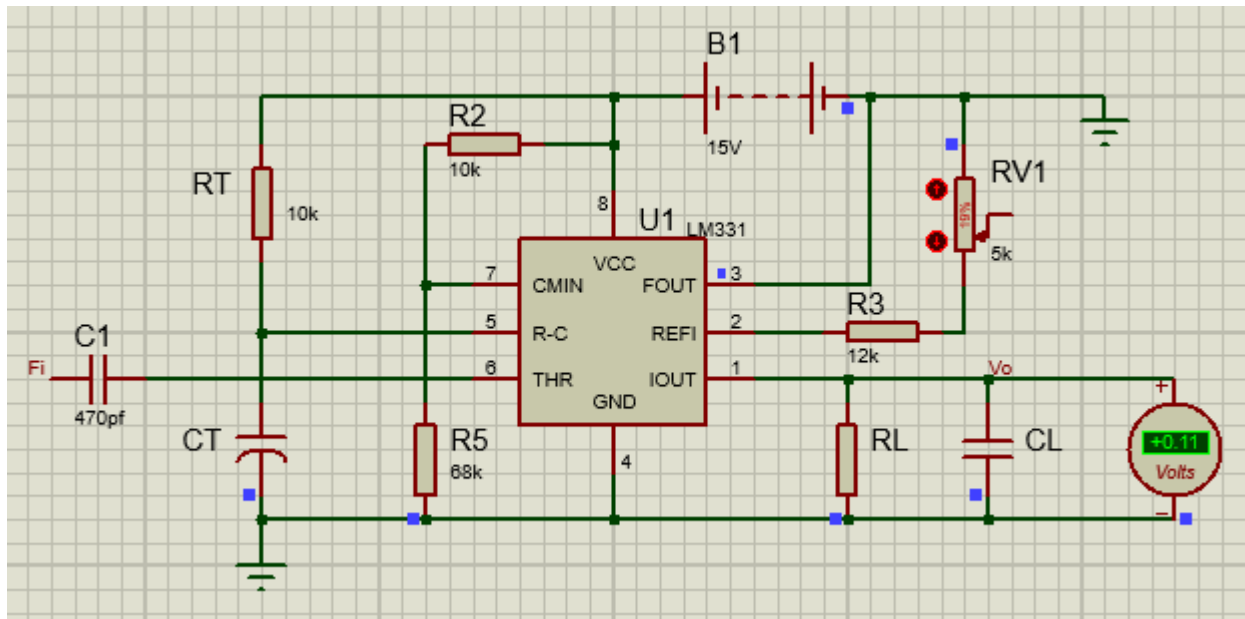 B1
15V
R2
10k
RT
10k
RV1
19%
5k
8
U1
LM331
VCC
7
CMIN
FOUT
3
5
R-C
REFI
2
R3
12k
C1
Fi
470pf
6
THR
IOUT
1
Vo
GND
4
CT
R5
68k
RL
CL
+
+0.11
Volts
−